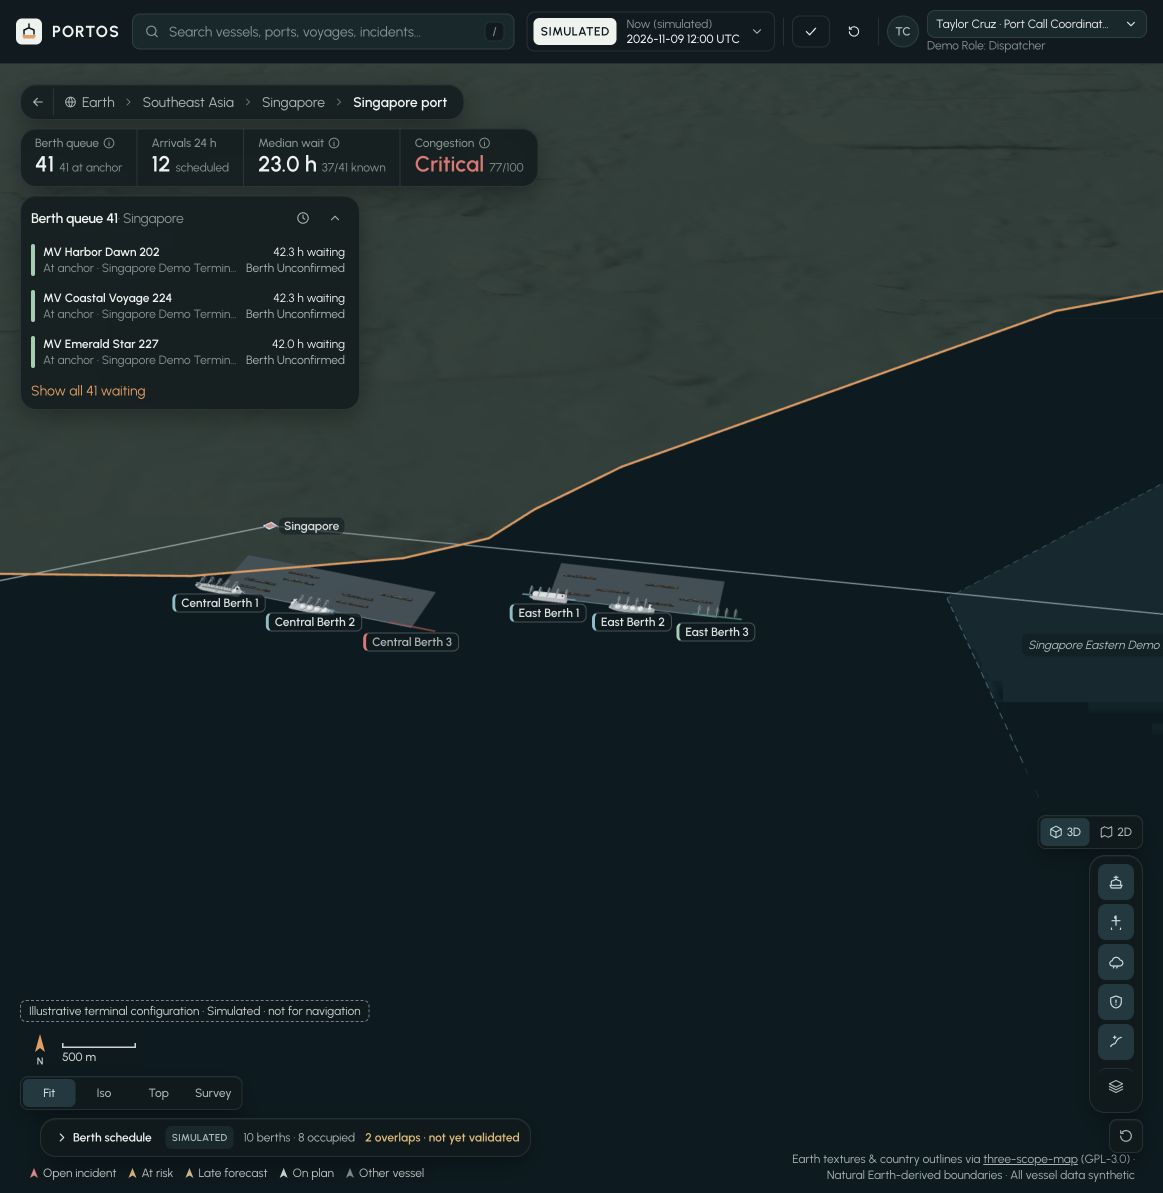 PORTOS
Search vessels, ports, voyages, incidents...
/
SIMULATED
Now (simulated)
2026-11-09 12:00 UTC
TC
Taylor Cruz · Port Call Coordinat...
Demo Role: Dispatcher
Earth
Southeast Asia
Singapore
Singapore port
Berth queue
41 41 at anchor
Arrivals 24 h
12 scheduled
Median wait
23.0 h 37/41 known
Congestion
Critical 77/100
Berth queue 41 Singapore
MV Harbor Dawn 202 42.3 h waiting
At anchor · Singapore Demo Termin... Berth Unconfirmed
MV Coastal Voyage 224 42.3 h waiting
At anchor · Singapore Demo Termin... Berth Unconfirmed
MV Emerald Star 227 42.0 h waiting
At anchor · Singapore Demo Termin... Berth Unconfirmed
Show all 41 waiting
Singapore
Central Berth 1
Central Berth 2
Central Berth 3
East Berth 1
East Berth 2
East Berth 3
Singapore Eastern Demo
3D
2D
Illustrative terminal configuration · Simulated · not for navigation
N
500 m
Fit
Iso
Top
Survey
Berth schedule SIMULATED 10 berths · 8 occupied 2 overlaps · not yet validated
Open incident At risk Late forecast On plan Other vessel
Earth textures & country outlines via three-scope-map (GPL-3.0) ·
Natural Earth-derived boundaries · All vessel data synthetic